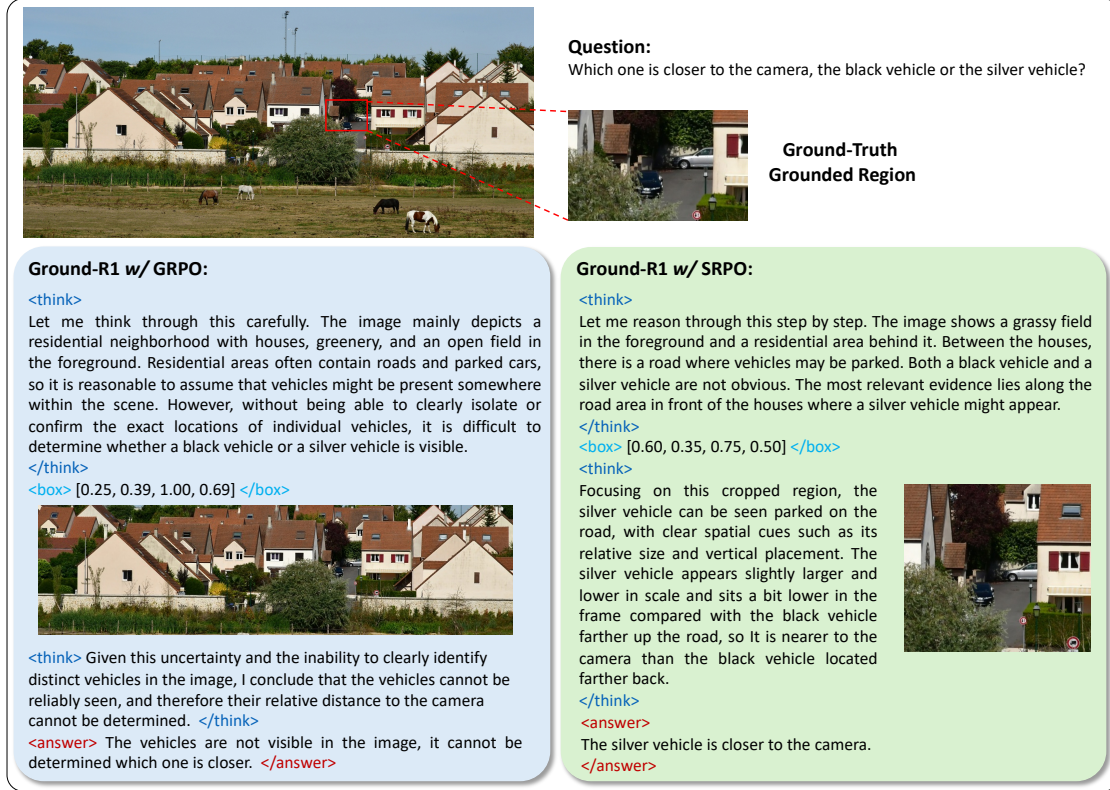 Question:
Which one is closer to the camera, the black vehicle or the silver vehicle?
Ground-Truth
Grounded Region
Ground-R1 w/ GRPO:
<think>
Let me think through this carefully. The image mainly depicts a
residential neighborhood with houses, greenery, and an open field in
the foreground. Residential areas often contain roads and parked cars,
so it is reasonable to assume that vehicles might be present somewhere
within the scene. However, without being able to clearly isolate or
confirm the exact locations of individual vehicles, it is difficult to
determine whether a black vehicle or a silver vehicle is visible.
</think>
<box> [0.25, 0.39, 1.00, 0.69] </box>
<think> Given this uncertainty and the inability to clearly identify
distinct vehicles in the image, I conclude that the vehicles cannot be
reliably seen, and therefore their relative distance to the camera
cannot be determined. </think>
<answer> The vehicles are not visible in the image, it cannot be
determined which one is closer. </answer>
Ground-R1 w/ SRPO:
<think>
Let me reason through this step by step. The image shows a grassy field
in the foreground and a residential area behind it. Between the houses,
there is a road where vehicles may be parked. Both a black vehicle and a
silver vehicle are not obvious. The most relevant evidence lies along the
road area in front of the houses where a silver vehicle might appear.
</think>
<box> [0.60, 0.35, 0.75, 0.50] </box>
<think>
Focusing on this cropped region, the
silver vehicle can be seen parked on the
road, with clear spatial cues such as its
relative size and vertical placement. The
silver vehicle appears slightly larger and
lower in scale and sits a bit lower in the
frame compared with the black vehicle
farther up the road, so It is nearer to the
camera than the black vehicle located
farther back.
</think>
<answer>
The silver vehicle is closer to the camera.
</answer>